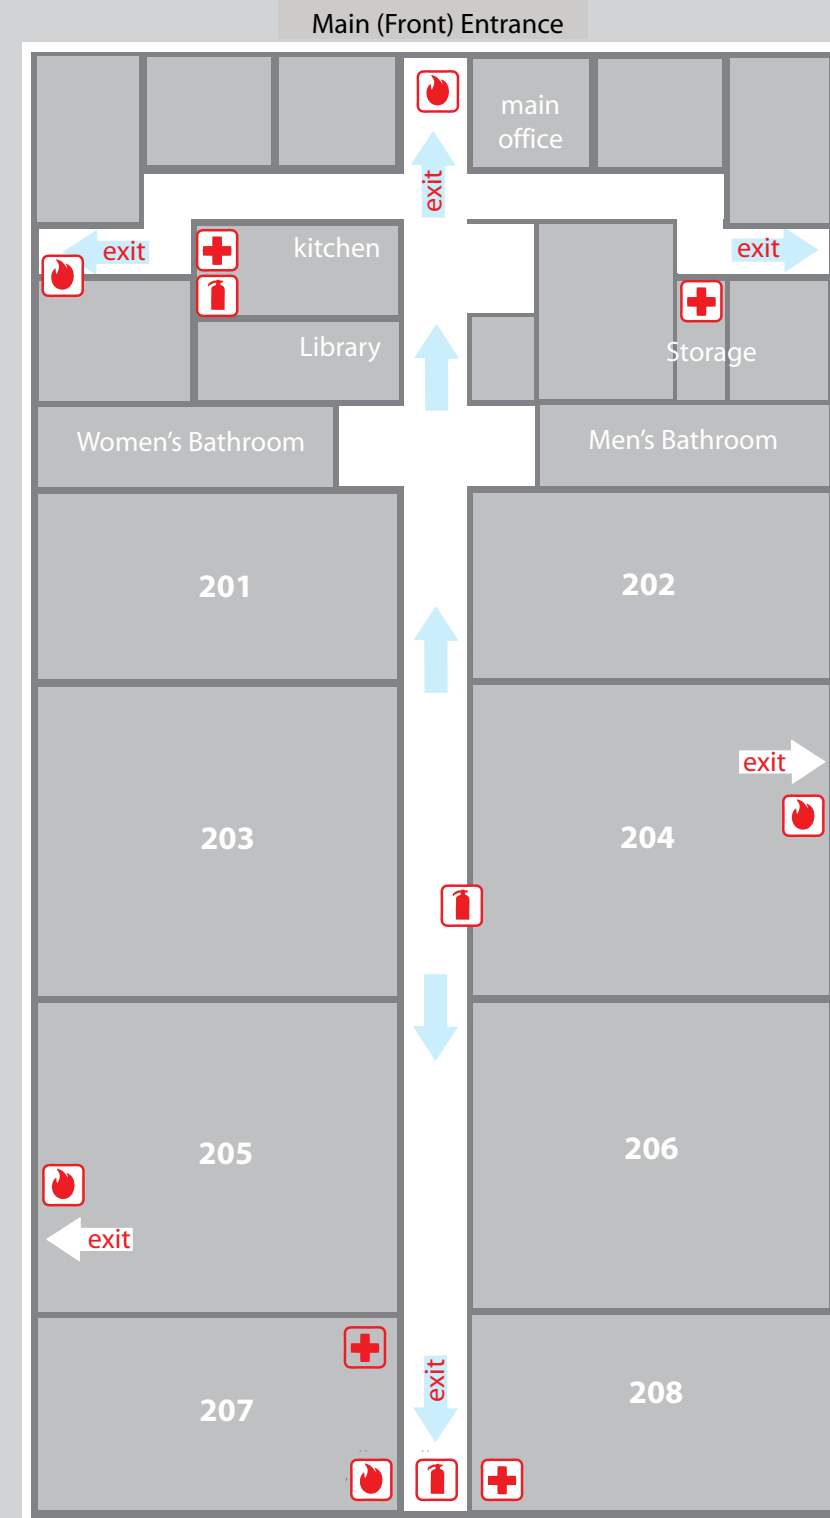 Main (Front) Entrance
main
office
exit
exit
kitchen
exit
Library
Storage
Women's Bathroom
Men's Bathroom
201
202
exit
203
204
205
206
exit
207
exit
208